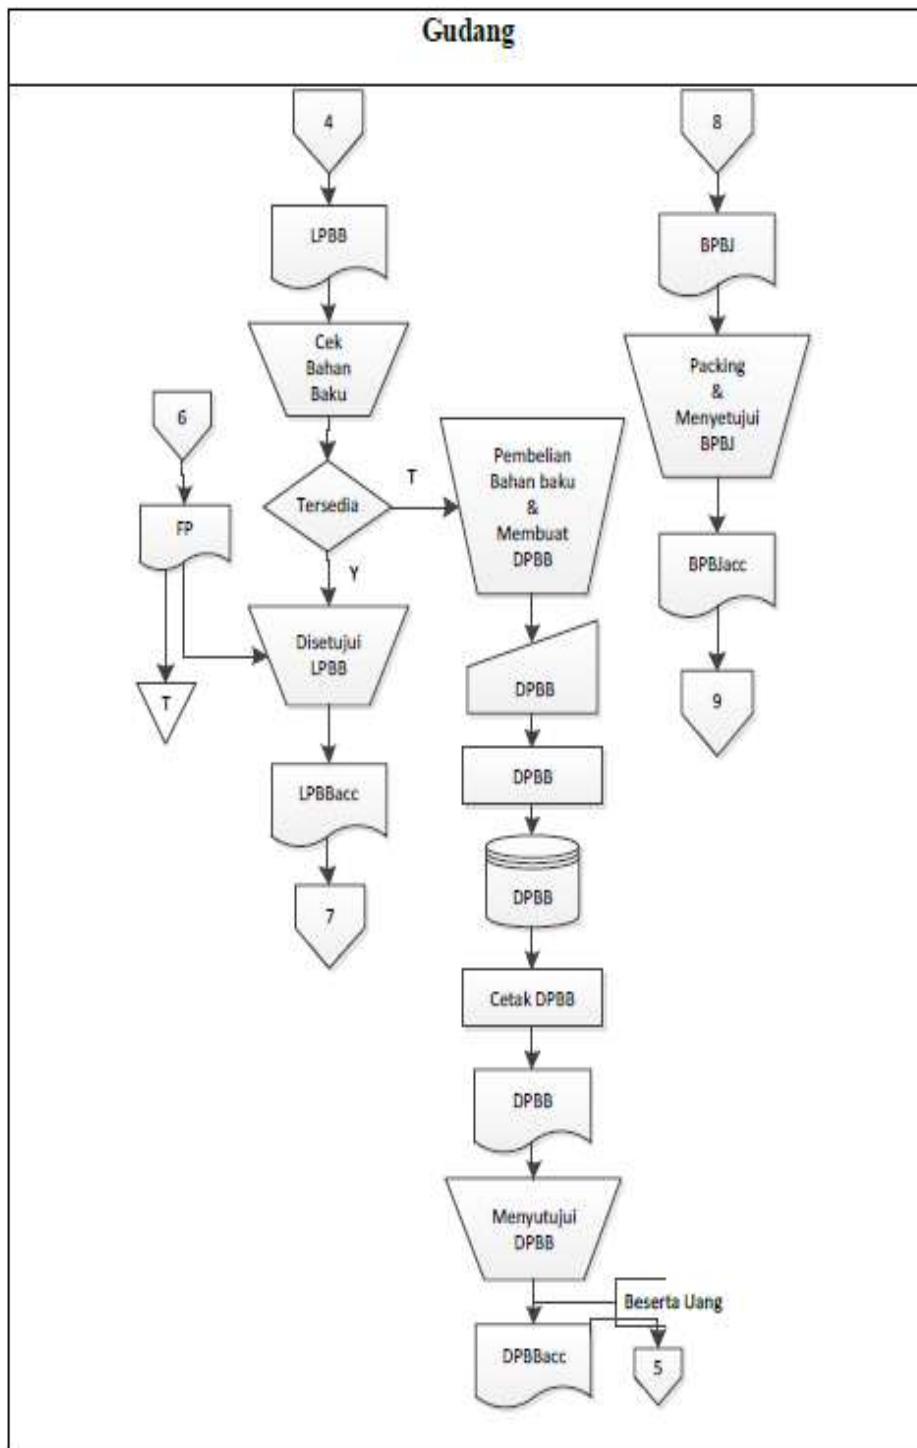 Gudang
4
LPBB
Cek
Bahan
Baku
Tersedia
T
Y
6
FP
T
Disetujui
LPBB
LPBBacc
7
Pembelian
Bahan baku
&
Membuat
DPBB
DPBB
DPBB
DPBB
Cetak DPBB
DPBB
Menyutujui
DPBB
Beserta Uang
DPBBacc
5
8
BPBJ
Packing
&
Menyetujui
BPBJ
BPBJacc
9